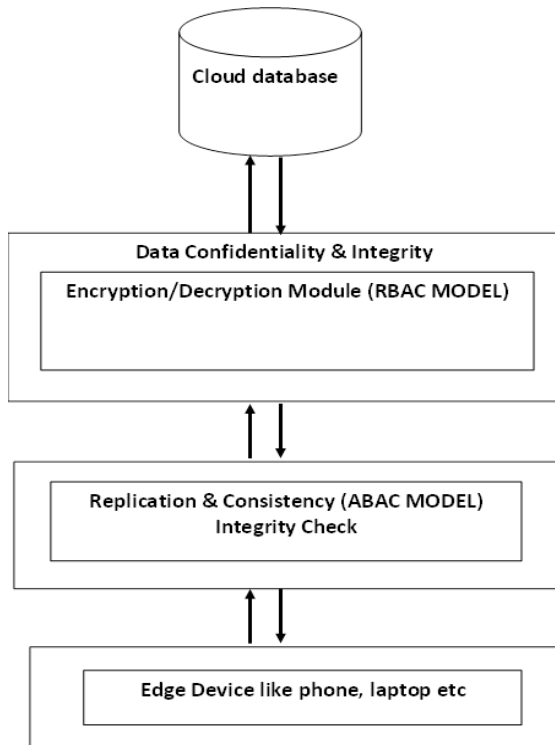 Cloud database
Data Confidentiality & Integrity
Encryption/Decryption Module (RBAC MODEL)
Replication & Consistency (ABAC MODEL)
Integrity Check
Edge Device like phone, laptop etc